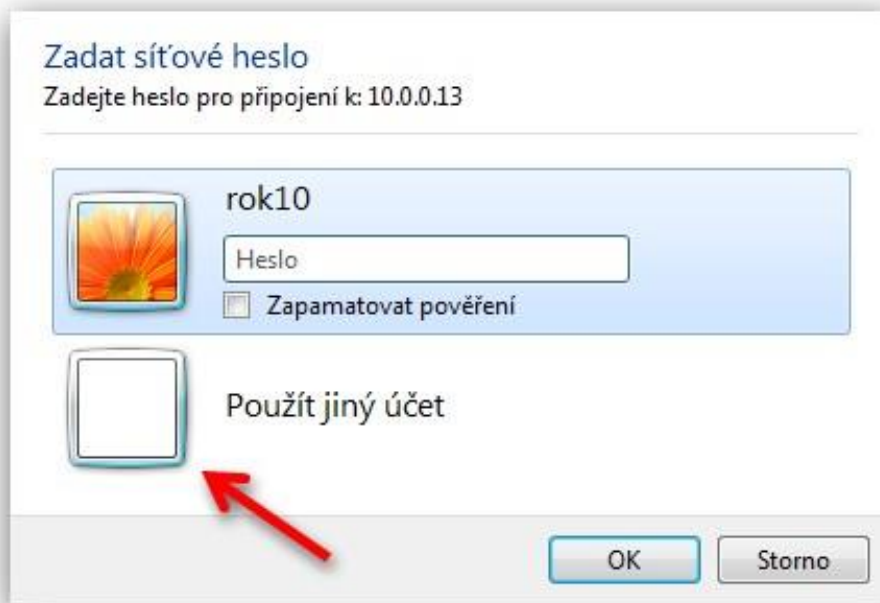 Zadat síťové heslo
Zadejte heslo pro připojení k: 10.0.0.13
rok10
Heslo
Zapamatovat pověření
Použít jiný účet
OK
Storno